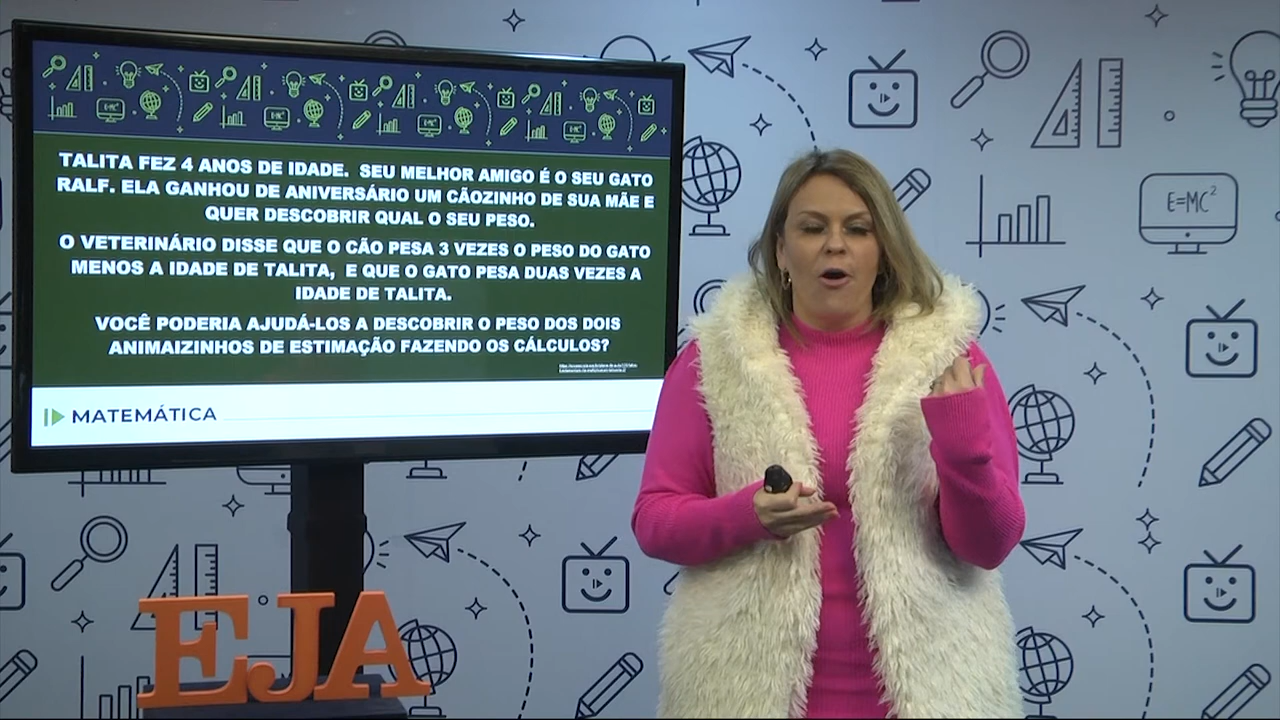 TALITA FEZ 4 ANOS DE IDADE. SEU MELHOR AMIGO É O SEU GATO
RALF. ELA GANHOU DE ANIVERSÁRIO UM CÃOZINHO DE SUA MÃE E
QUER DESCOBRIR QUAL O SEU PESO.
O VETERINÁRIO DISSE QUE O CÃO PESA 3 VEZES O PESO DO GATO
MENOS A IDADE DE TALITA, E QUE O GATO PESA DUAS VEZES A
IDADE DE TALITA.
VOCÊ PODERIA AJUDÁ-LOS A DESCOBRIR O PESO DOS DOIS
ANIMAIZINHOS DE ESTIMAÇÃO FAZENDO OS CÁLCULOS?
MATEMÁTICA
E=MC²
EJA